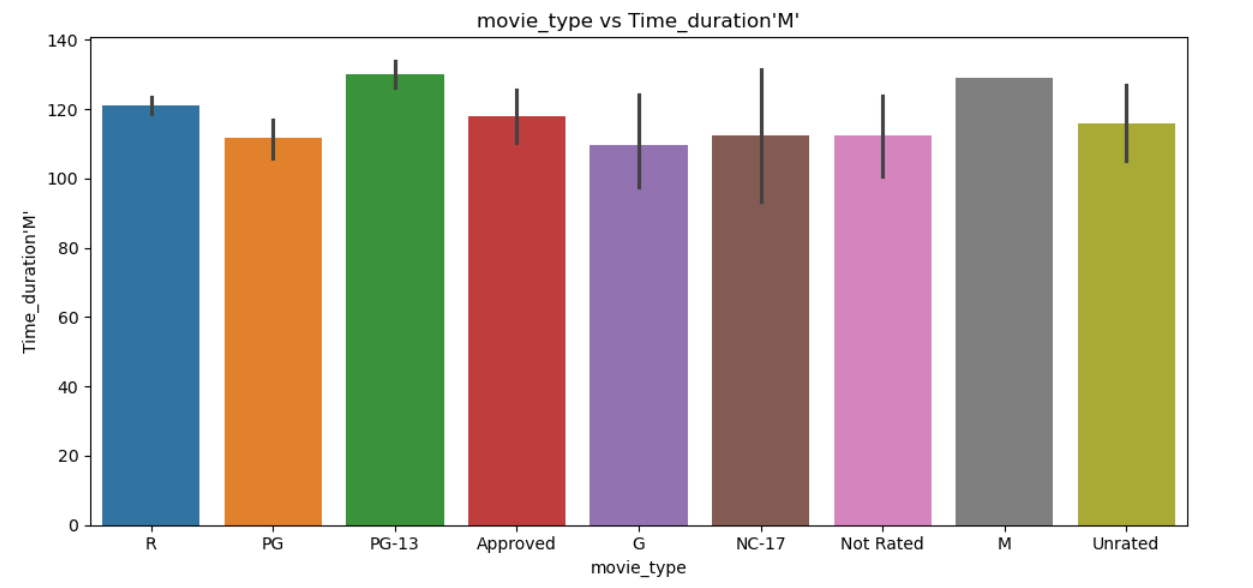 movie_type vs Time_duration'M'
140
120
100
80
60
40
20
0
Time_duration'M'
R PG PG-13 Approved G NC-17 Not Rated M Unrated
movie_type